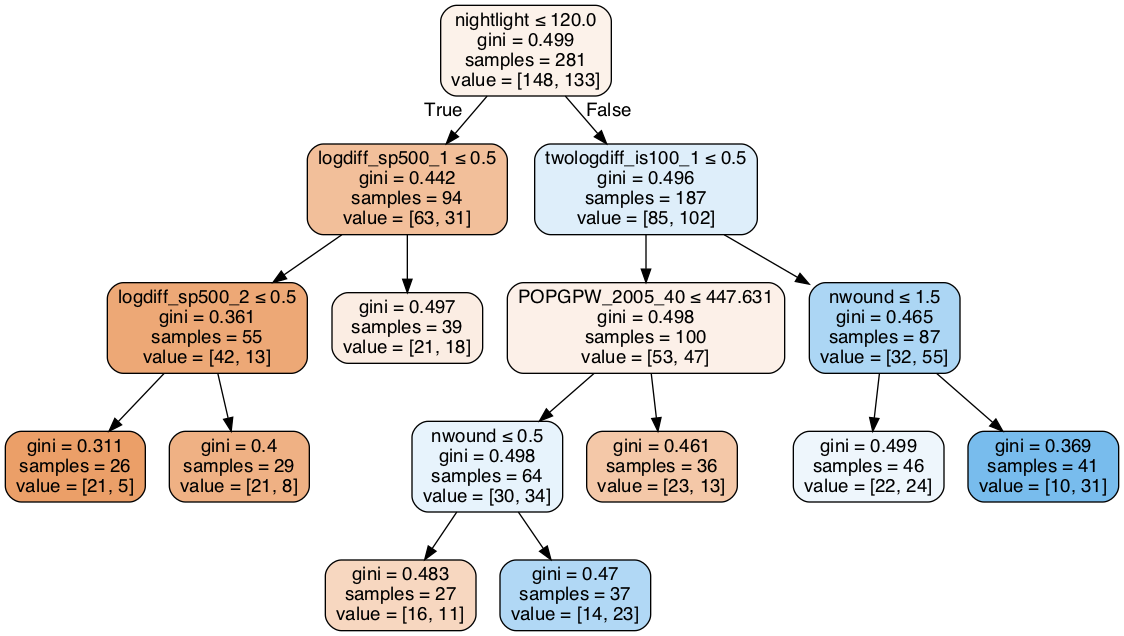 nightlight ≤ 120.0
gini = 0.499
samples = 281
value = [148, 133]
True
False
logdiff_sp500_1 ≤ 0.5
gini = 0.442
samples = 94
value = [63, 31]
twologdiff_is100_1 ≤ 0.5
gini = 0.496
samples = 187
value = [85, 102]
logdiff_sp500_2 ≤ 0.5
gini = 0.361
samples = 55
value = [42, 13]
gini = 0.497
samples = 39
value = [21, 18]
POPGPW_2005_40 ≤ 447.631
gini = 0.498
samples = 100
value = [53, 47]
nwound ≤ 1.5
gini = 0.465
samples = 87
value = [32, 55]
gini = 0.311
samples = 26
value = [21, 5]
gini = 0.4
samples = 29
value = [21, 8]
nwound ≤ 0.5
gini = 0.498
samples = 64
value = [30, 34]
gini = 0.461
samples = 36
value = [23, 13]
gini = 0.499
samples = 46
value = [22, 24]
gini = 0.369
samples = 41
value = [10, 31]
gini = 0.483
samples = 27
value = [16, 11]
gini = 0.47
samples = 37
value = [14, 23]